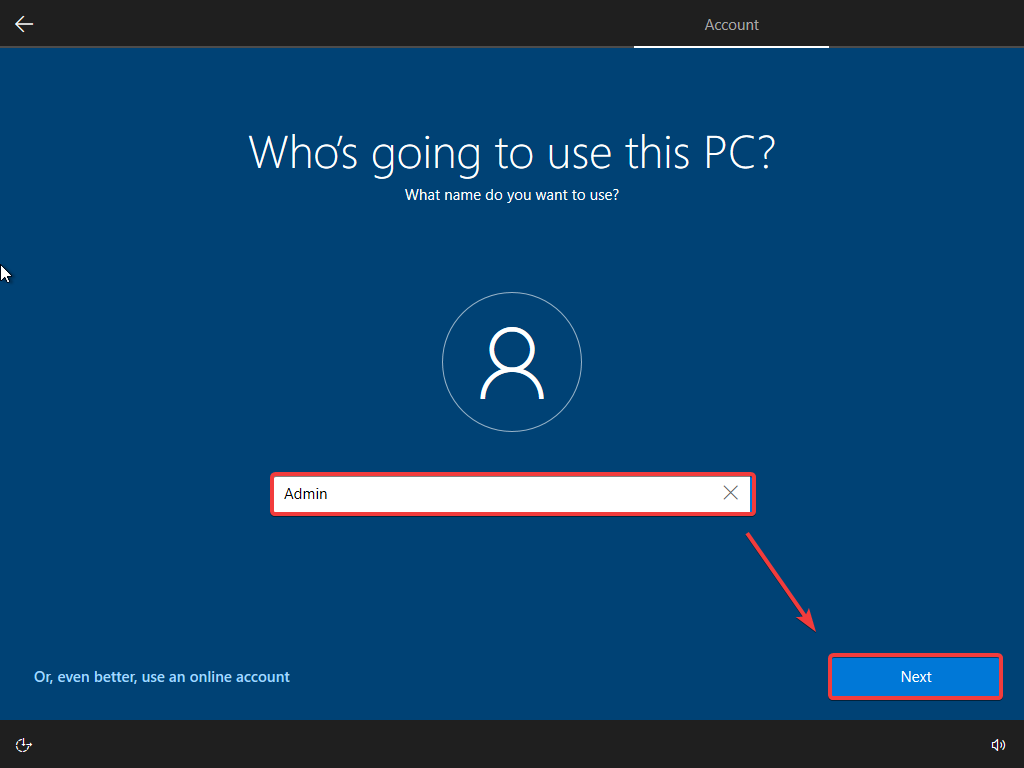 Account
Who's going to use this PC?
What name do you want to use?
Admin
Or, even better, use an online account
Next